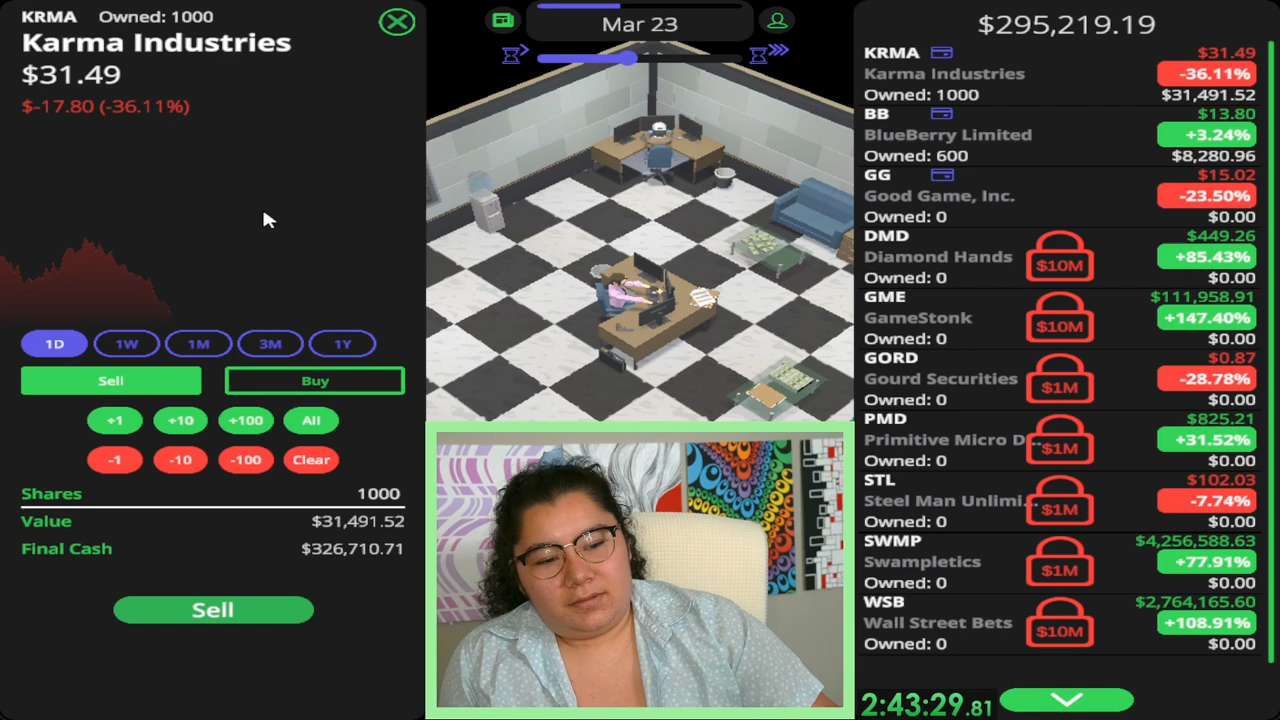 KRMA Owned: 1000
Karma Industries
$31.49
$-17.80 (-36.11%)
1D 1W 1M 3M 1Y
Sell Buy
+1 +10 +100 All
-1 -10 -100 Clear
Shares 1000
Value $31,491.52
Final Cash $326,710.71
Sell
Mar 23
$295,219.19
KRMA $31.49
Karma Industries -36.11%
Owned: 1000 $31,491.52
BB $13.80
BlueBerry Limited +3.24%
Owned: 600 $8,280.96
GG $15.02
Good Game, Inc. -23.50%
Owned: 0 $0.00
DMD $449.26
Diamond Hands $10M +85.43%
Owned: 0 $0.00
GME $111,958.91
GameStonk $10M +147.40%
Owned: 0 $0.00
GORD $0.87
Gourd Securities $1M -28.78%
Owned: 0 $0.00
PMD $825.21
Primitive Micro D... $1M +31.52%
Owned: 0 $0.00
STL $102.03
Steel Man Unlimi... $1M -7.74%
Owned: 0 $0.00
SWMP $4,256,588.63
Swampletics $1M +77.91%
Owned: 0 $0.00
WSB $2,764,165.60
Wall Street Bets $10M +108.91%
Owned: 0 $0.00
2:43:29.81